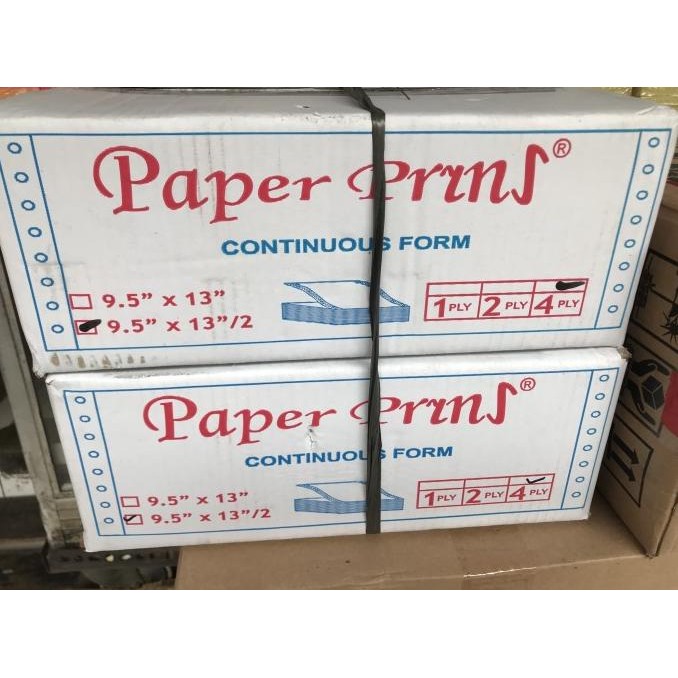 Paper Prins®
CONTINUOUS FORM
9.5” x 13”
9.5” x 13”/2
1 PLY 2 PLY 4 PLY
Paper Prins®
CONTINUOUS FORM
9.5” x 13”
9.5” x 13”/2
1 PLY 2 PLY 4 PLY